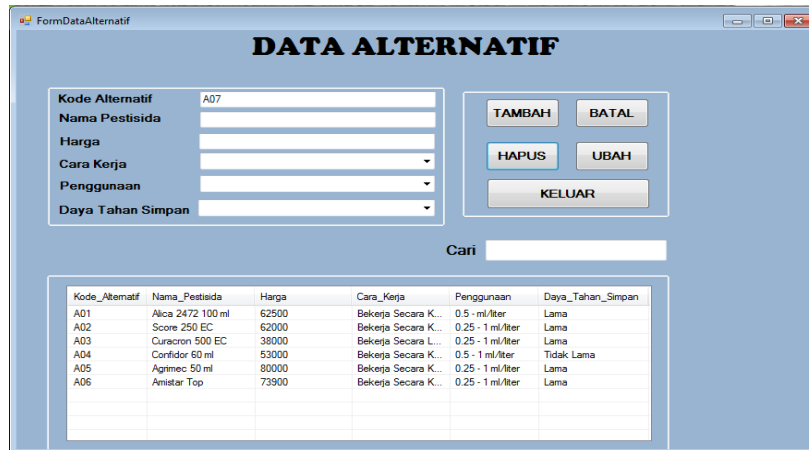 FormDataAlternatif
DATA ALTERNATIF
Kode Alternatif A07
Nama Pestisida
Harga
Cara Kerja
Penggunaan
Daya Tahan Simpan
TAMBAH BATAL
HAPUS UBAH
KELUAR
Cari
Kode_Alternatif Nama_Pestisida Harga Cara_Kerja Penggunaan Daya_Tahan_Simpan
A01 Alica 2472 100 ml 62500 Bekerja Secara K... 0.5 - ml/liter Lama
A02 Score 250 EC 62000 Bekerja Secara K... 0.25 - 1 ml/liter Lama
A03 Curacron 500 EC 38000 Bekerja Secara L... 0.25 - 1 ml/liter Lama
A04 Confidor 60 ml 53000 Bekerja Secara K... 0.5 - 1 ml/liter Tidak Lama
A05 Agrimec 50 ml 80000 Bekerja Secara K... 0.25 - 1 ml/liter Lama
A06 Amistar Top 73900 Bekerja Secara K... 0.25 - 1 ml/liter Lama